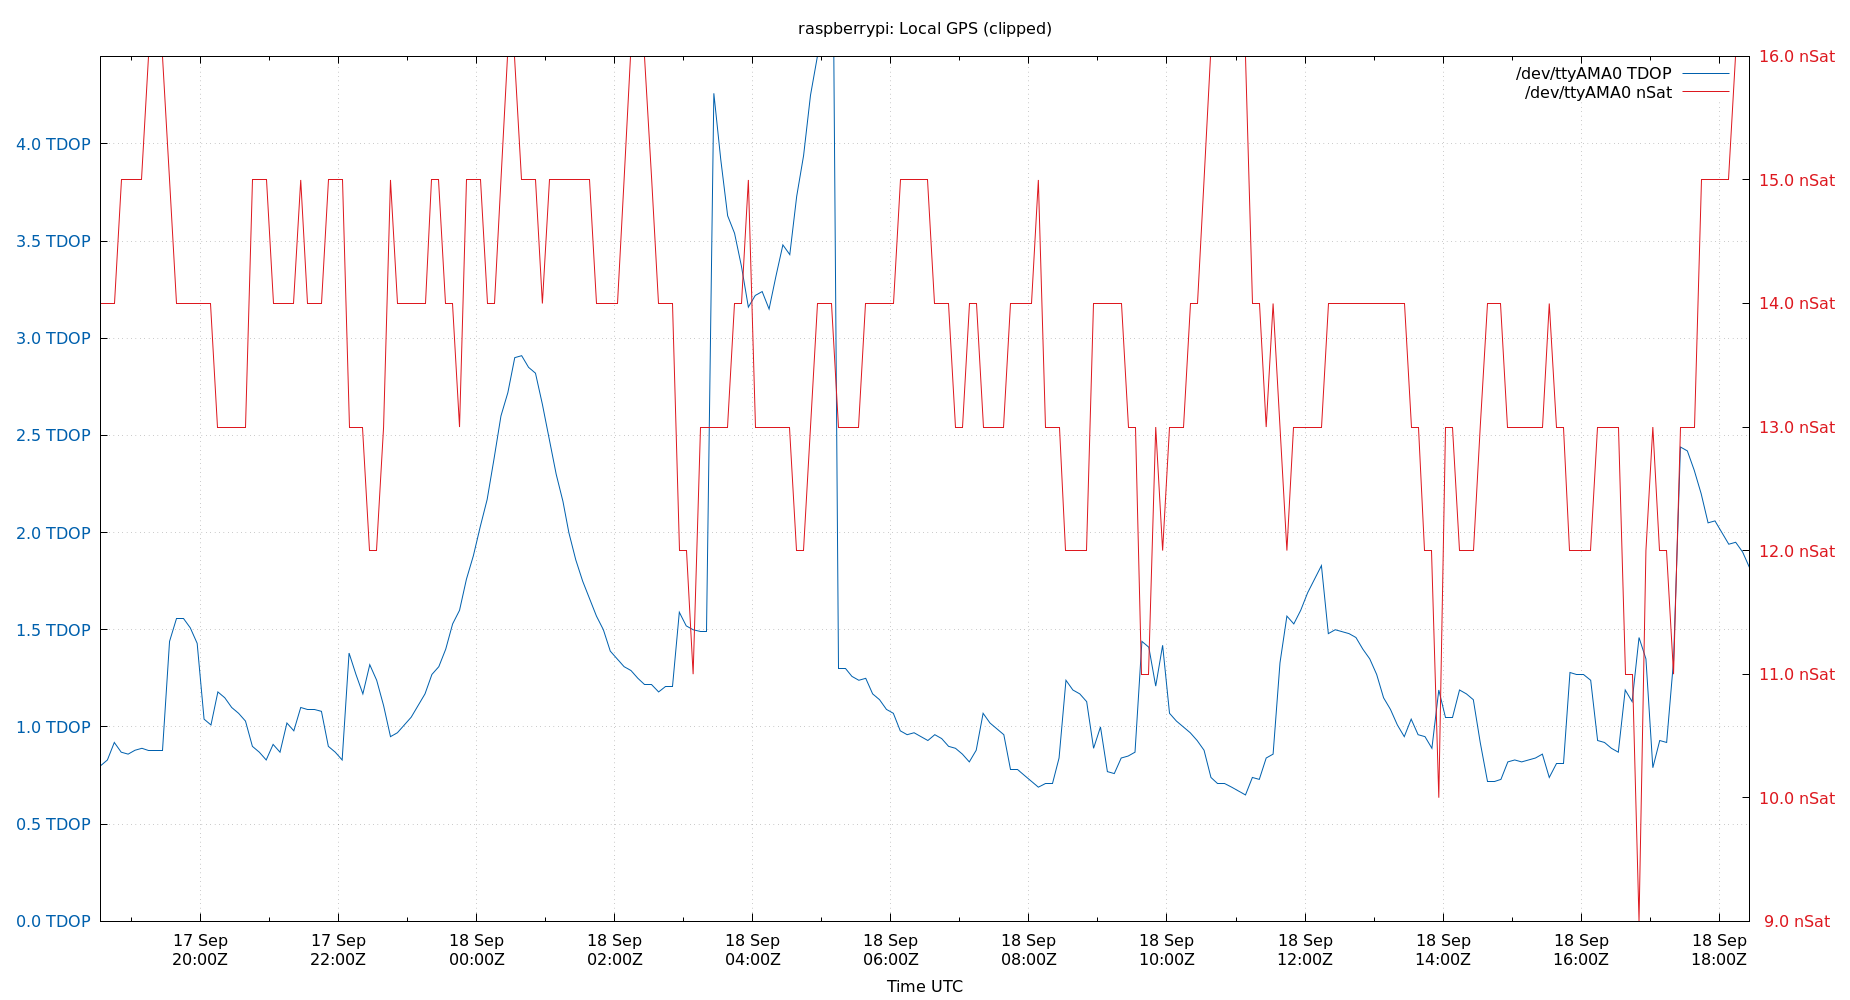 raspberrypi: Local GPS (clipped)
/dev/ttyAMA0 TDOP
/dev/ttyAMA0 nSat
4.0 TDOP
3.5 TDOP
3.0 TDOP
2.5 TDOP
2.0 TDOP
1.5 TDOP
1.0 TDOP
0.5 TDOP
0.0 TDOP
16.0 nSat
15.0 nSat
14.0 nSat
13.0 nSat
12.0 nSat
11.0 nSat
10.0 nSat
9.0 nSat
17 Sep
20:00Z
17 Sep
22:00Z
18 Sep
00:00Z
18 Sep
02:00Z
18 Sep
04:00Z
18 Sep
06:00Z
18 Sep
08:00Z
18 Sep
10:00Z
18 Sep
12:00Z
18 Sep
14:00Z
18 Sep
16:00Z
18 Sep
18:00Z
Time UTC